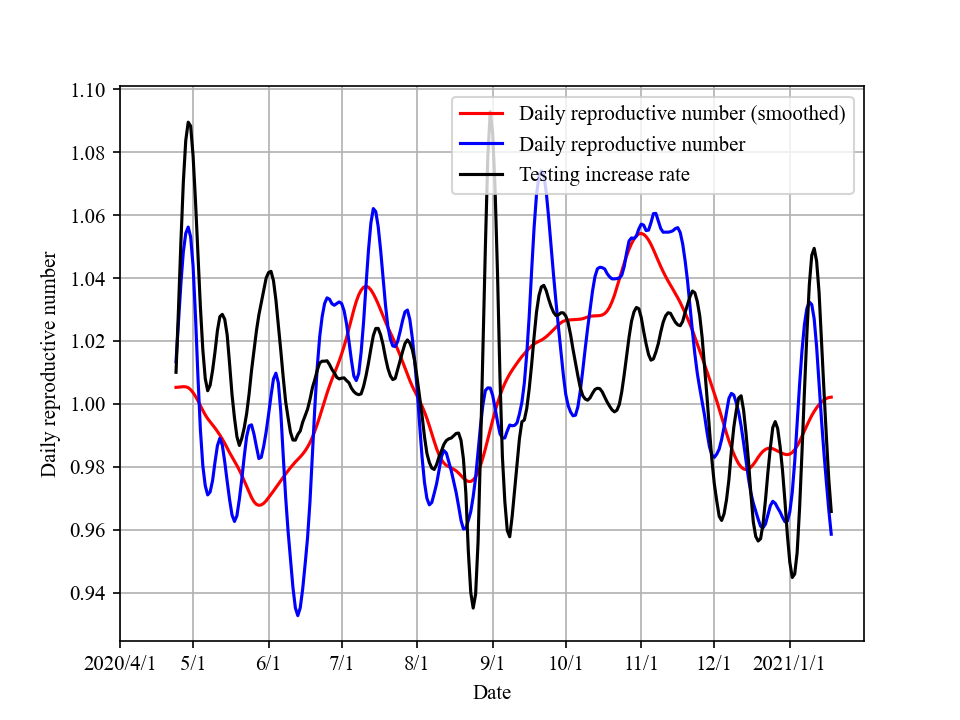 Daily reproductive number (smoothed)
Daily reproductive number
Testing increase rate
1.10
1.08
1.06
1.04
1.02
1.00
0.98
0.96
0.94
Daily reproductive number
2020/4/1 5/1 6/1 7/1 8/1 9/1 10/1 11/1 12/1 2021/1/1
Date